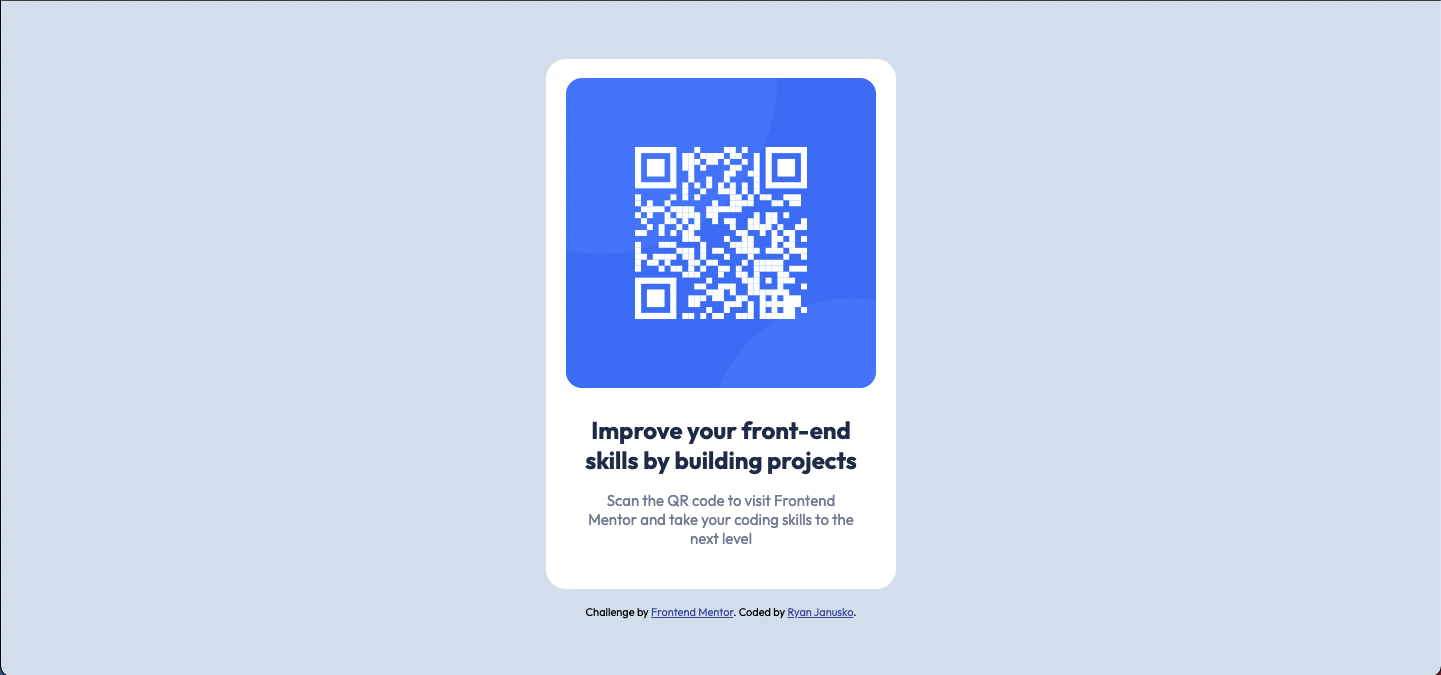 Improve your front-end
skills by building projects
Scan the QR code to visit Frontend
Mentor and take your coding skills to the
next level
Challenge by Frontend Mentor. Coded by Ryan Janusko.